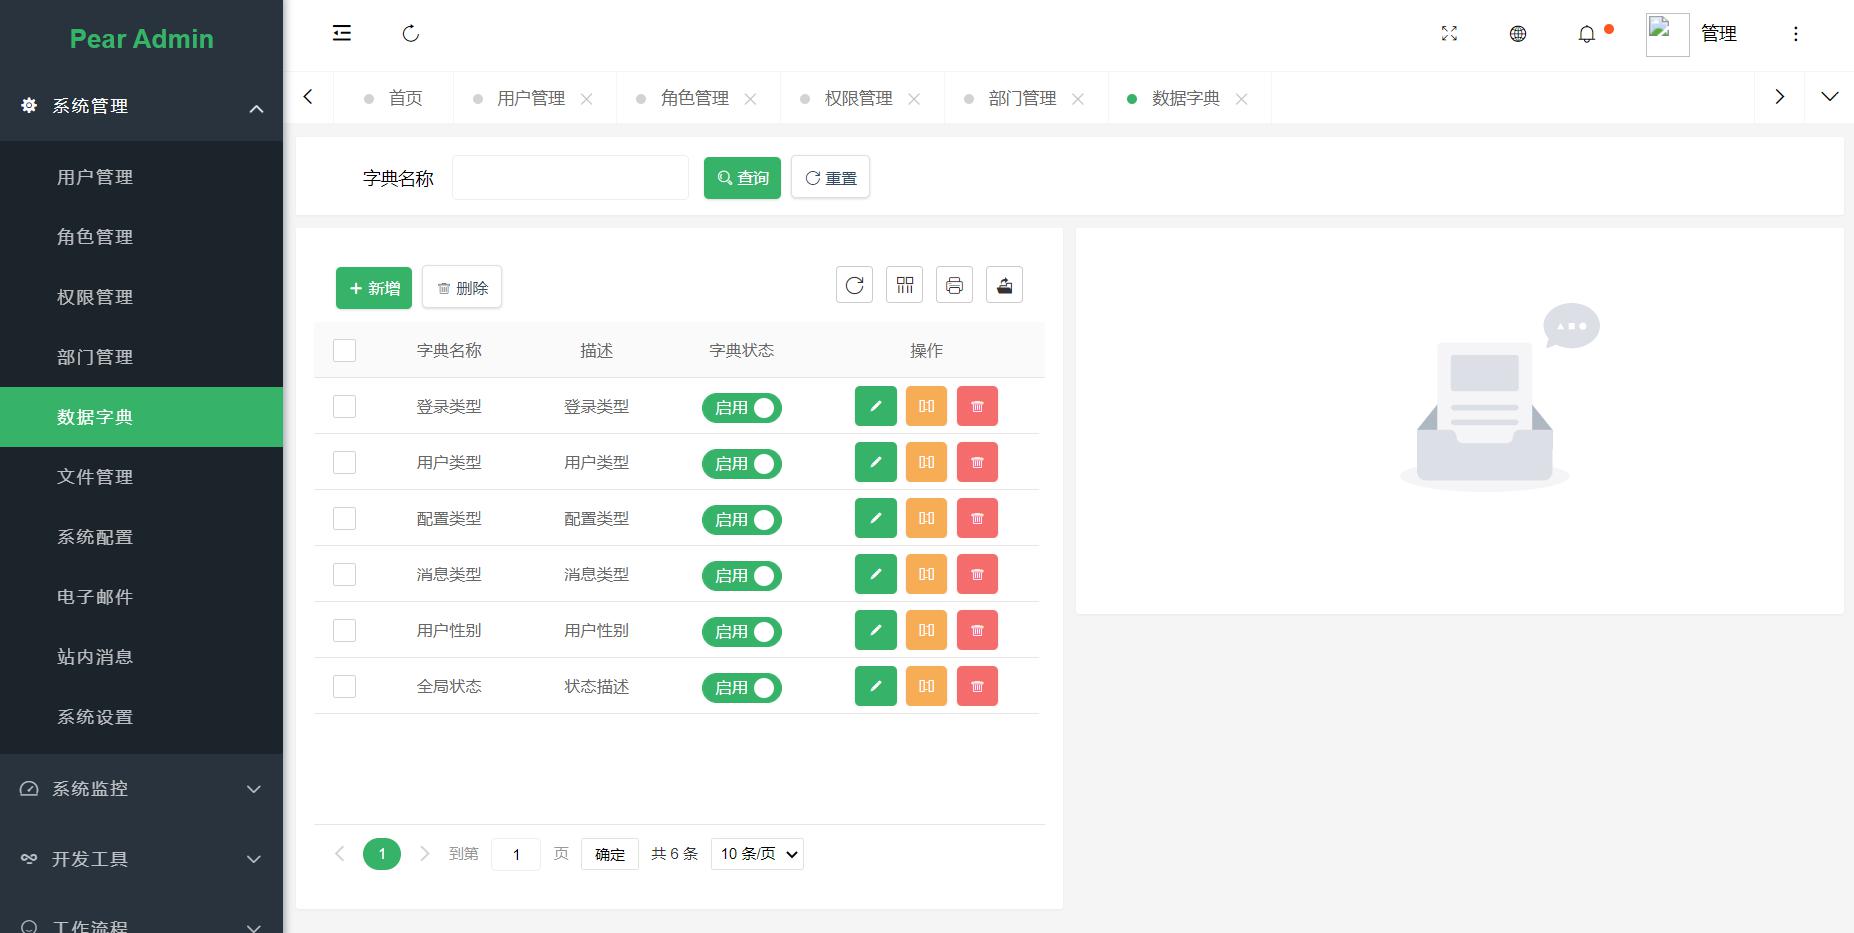 Pear Admin
管理
系统管理
首页
用户管理
角色管理
权限管理
部门管理
数据字典
用户管理
角色管理
权限管理
部门管理
数据字典
文件管理
系统配置
电子邮件
站内消息
系统设置
系统监控
开发工具
工作流程
字典名称
查询
重置
新增
删除
字典名称 描述 字典状态 操作
登录类型 登录类型 启用
用户类型 用户类型 启用
配置类型 配置类型 启用
消息类型 消息类型 启用
用户性别 用户性别 启用
全局状态 状态描述 启用
1 到第 1 页 确定 共 6 条 10 条/页